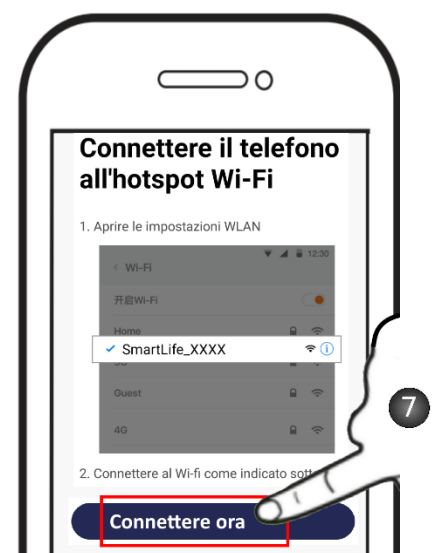 Connettere il telefono
all'hotspot Wi-Fi
1. Aprire le impostazioni WLAN
12:30
< Wi-Fi
开启Wi-Fi
Home
SmartLife_XXXX
Guest
4G
2. Connettere al Wi-fi come indicato
Connettere ora
7